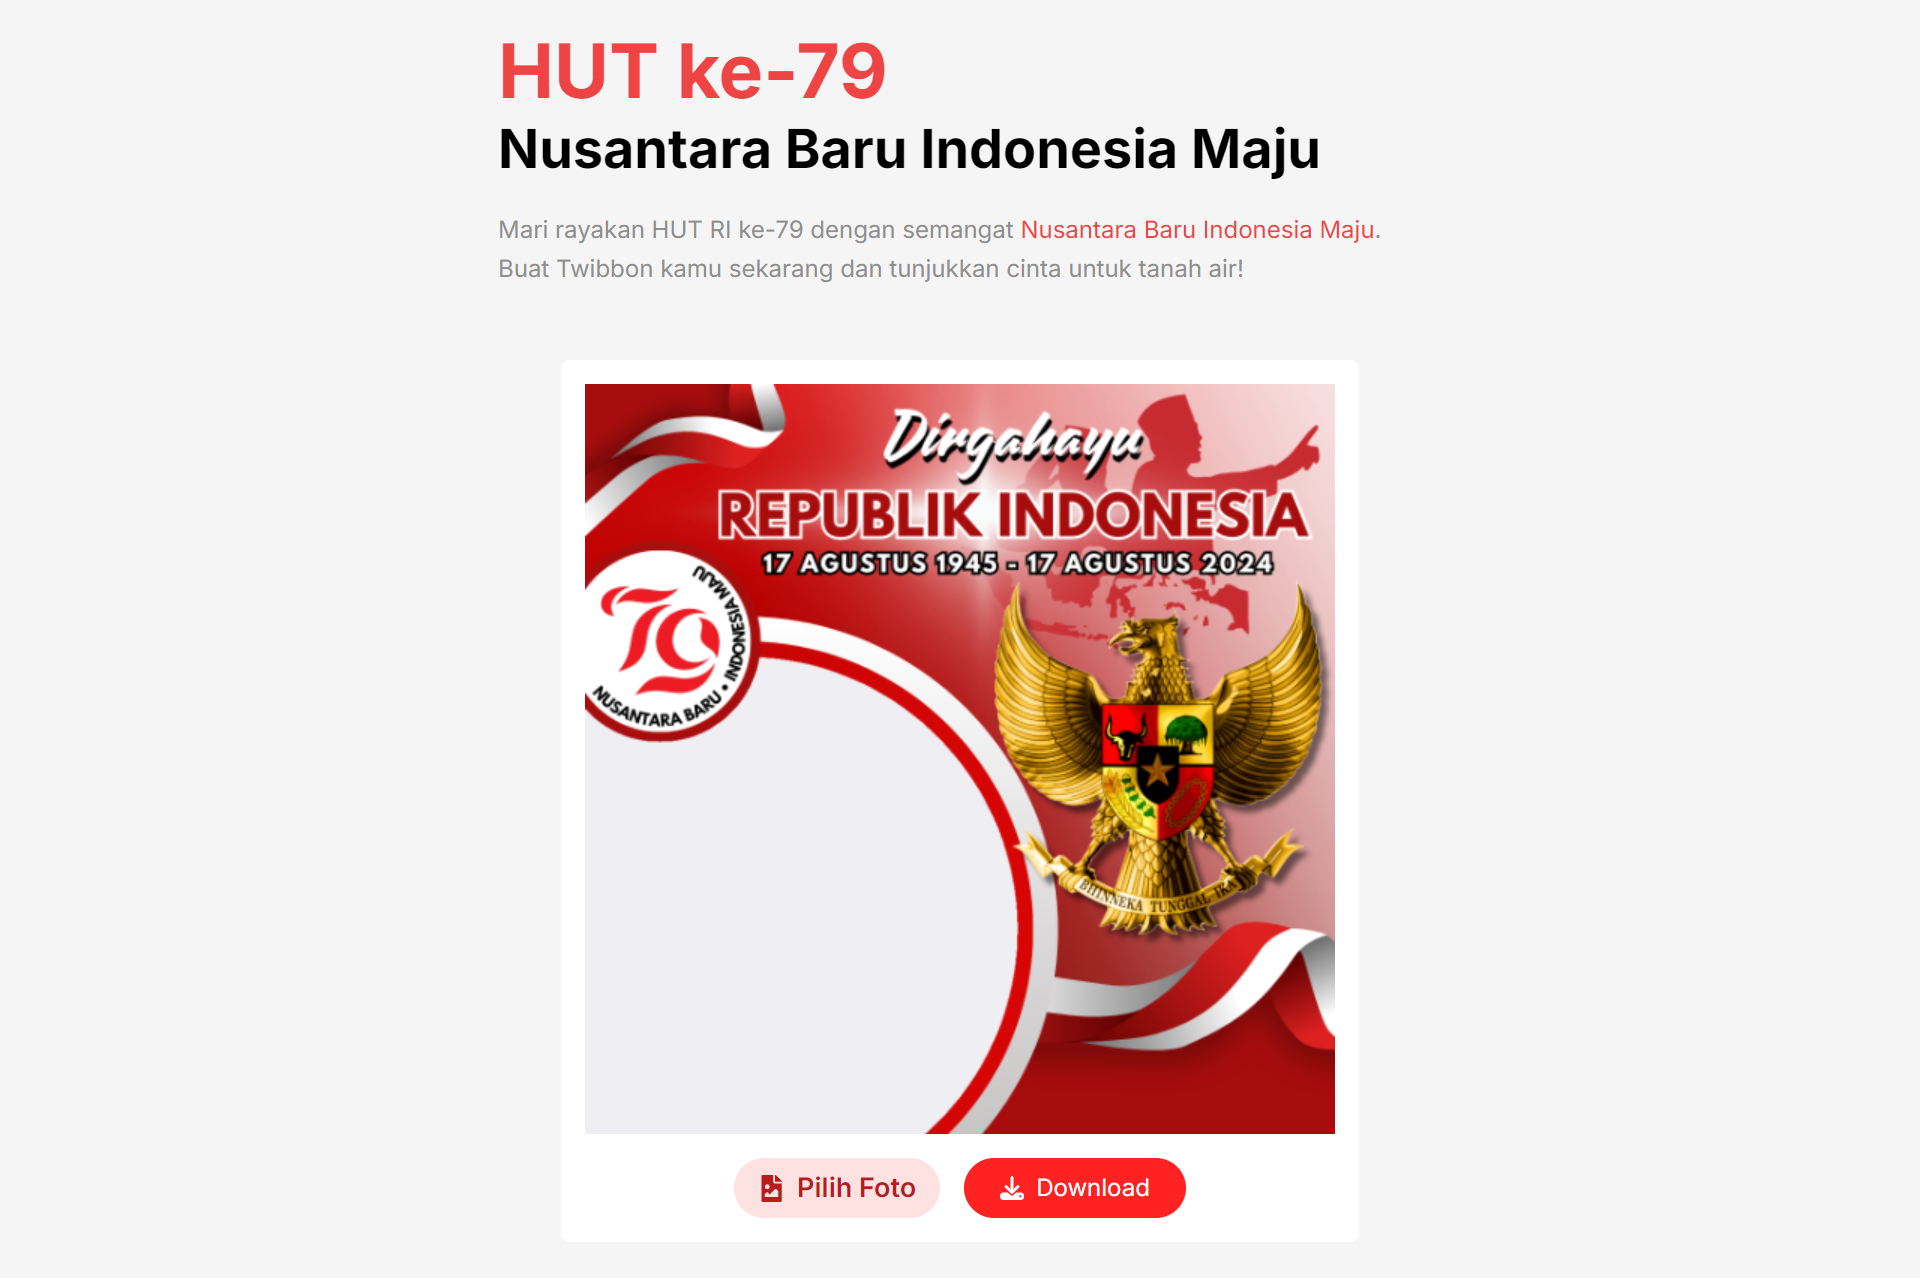 HUT ke-79
Nusantara Baru Indonesia Maju
Mari rayakan HUT RI ke-79 dengan semangat Nusantara Baru Indonesia Maju.
Buat Twibbon kamu sekarang dan tunjukkan cinta untuk tanah air!
Dirgahayu
REPUBLIK INDONESIA
17 AGUSTUS 1945 - 17 AGUSTUS 2024
79
NUSANTARA BARU • INDONESIA MAJU
BHINNEKA TUNGGAL IKA
Pilih Foto
Download